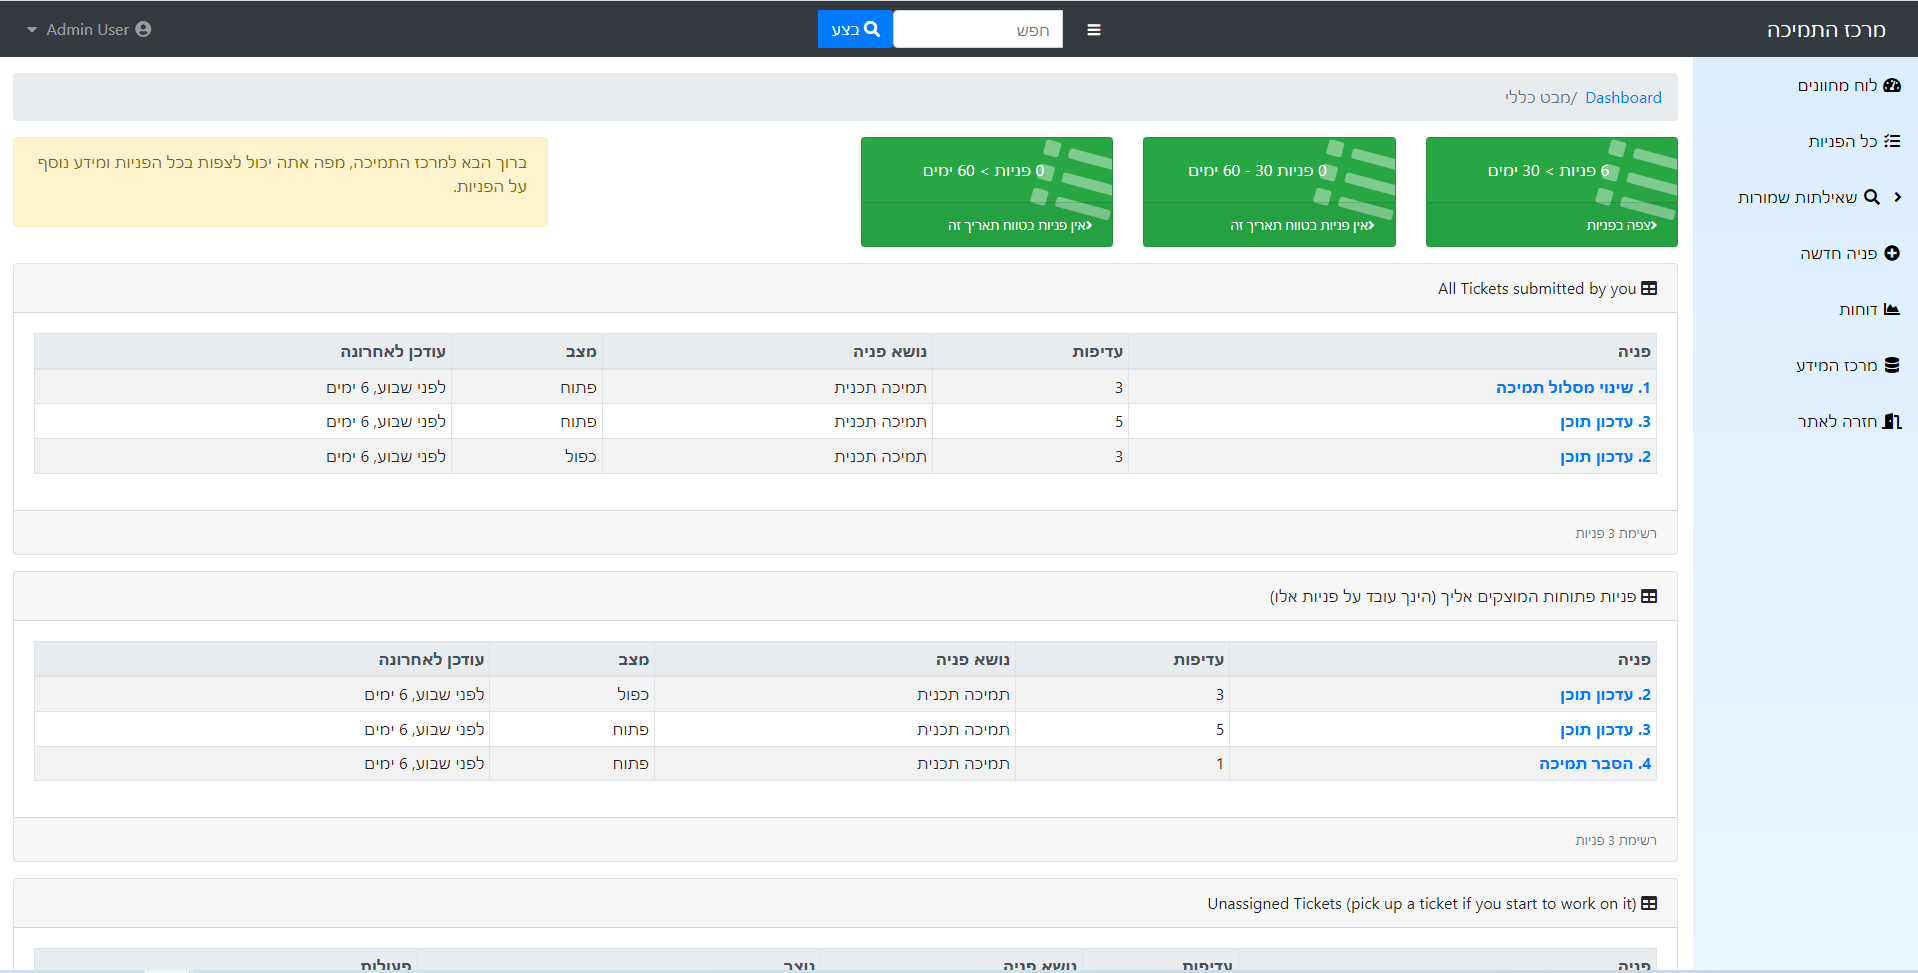 מרכז התמיכה
חפש
בצע
Admin User
לוח מחוונים
כל הפניות
שאילתות שמורות
פניה חדשה
דוחות
מרכז המידע
חזרה לאתר
Dashboard /מבט כללי
6 פניות > 30 ימים
צפה בפניות
0 פניות 30 - 60 ימים
אין פניות בטווח תאריך זה
0 פניות > 60 ימים
אין פניות בטווח תאריך זה
ברוך הבא למרכז התמיכה, מפה אתה יכול לצפות בכל הפניות ומידע נוסף
על הפניות.
All Tickets submitted by you
פניה עדיפות נושא פניה מצב עודכן לאחרונה
1. שינוי מסלול תמיכה 3 תמיכה תכנית פתוח לפני שבוע, 6 ימים
3. עדכון תוכן 5 תמיכה תכנית פתוח לפני שבוע, 6 ימים
2. עדכון תוכן 3 תמיכה תכנית כפול לפני שבוע, 6 ימים
רשימת 3 פניות
פניות פתוחות המוצקים אליך (הינך עובד על פניות אלו)
פניה עדיפות נושא פניה מצב עודכן לאחרונה
2. עדכון תוכן 3 תמיכה תכנית כפול לפני שבוע, 6 ימים
3. עדכון תוכן 5 תמיכה תכנית פתוח לפני שבוע, 6 ימים
4. הסבר תמיכה 1 תמיכה תכנית פתוח לפני שבוע, 6 ימים
רשימת 3 פניות
Unassigned Tickets (pick up a ticket if you start to work on it)
פניה עדיפות נושא פניה נוצר פעולות